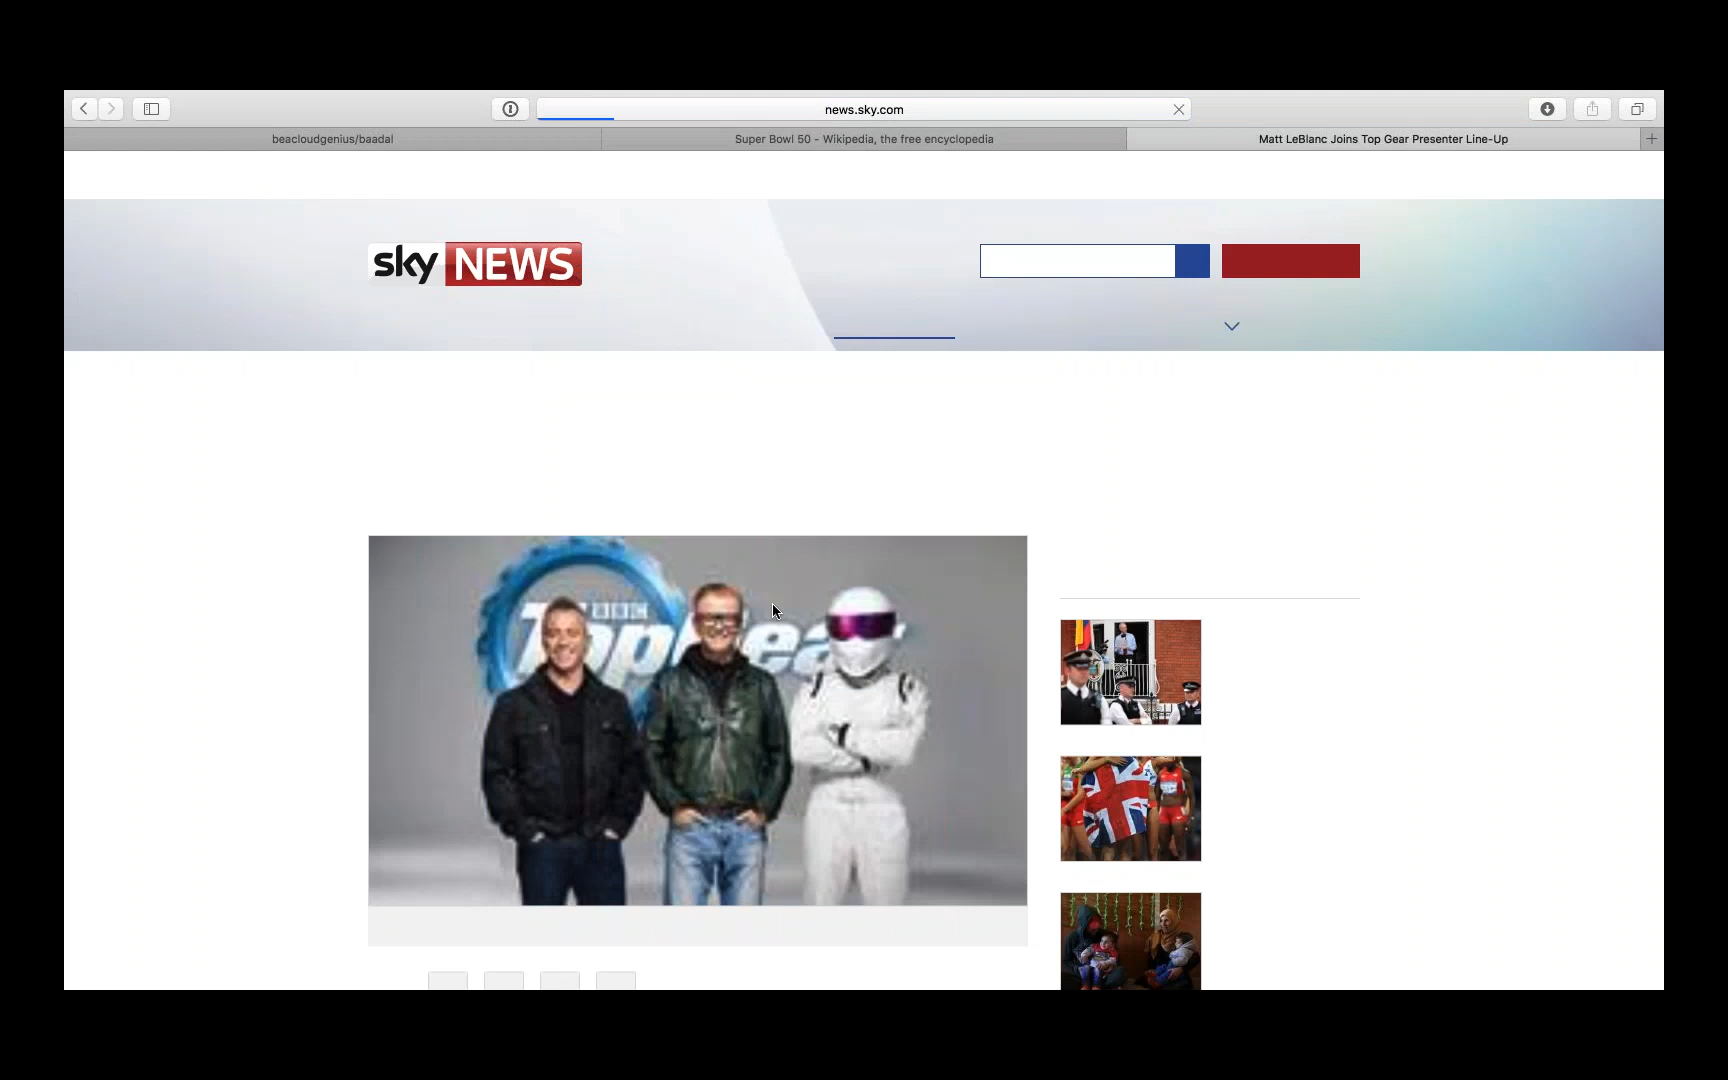 news.sky.com
beacloudgenius/baadal
Super Bowl 50 - Wikipedia, the free encyclopedia
Matt LeBlanc Joins Top Gear Presenter Line-Up
sky NEWS
BBC
TopGear